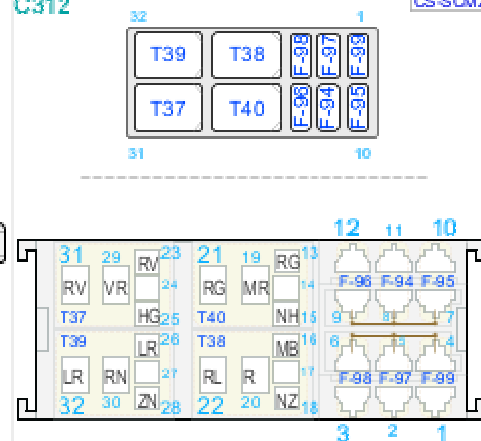 C312
32 1
T39 T38 F-98 F-97 F-99
T37 T40 F-96 F-94 F-95
31 10
12 11 10
31 29 RV 23 21 19 RG 13
RV VR 24 RG MR 14 F-96 F-94 F-95
T37 HG 25 T40 NH 15 9 8 7
T39 LR 26 T38 MB 16 6 5 4
LR RN 27 RL R 17 F-98 F-97 F-99
32 30 ZN 28 22 20 NZ 18
3 2 1